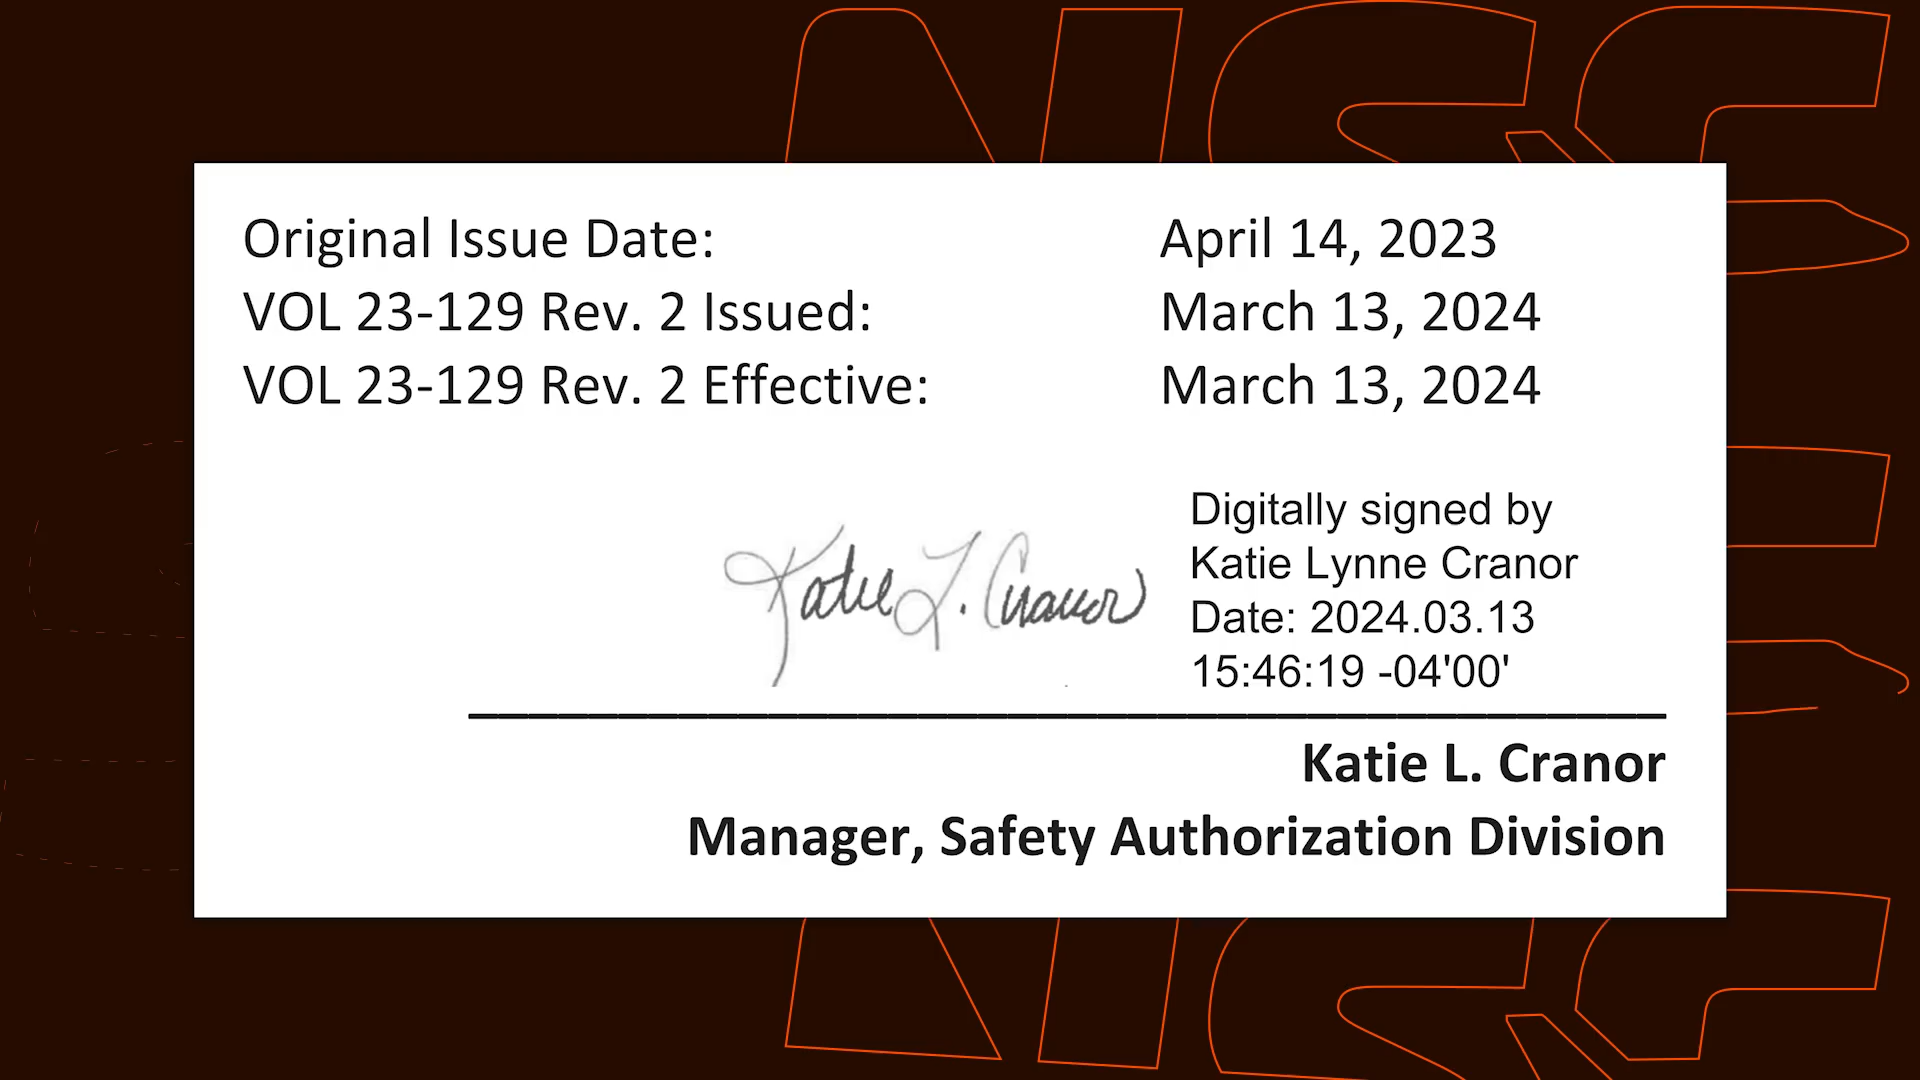 Original Issue Date: April 14, 2023
VOL 23-129 Rev. 2 Issued: March 13, 2024
VOL 23-129 Rev. 2 Effective: March 13, 2024
Katie L. Cranor
Digitally signed by
Katie Lynne Cranor
Date: 2024.03.13
15:46:19 -04'00'
Katie L. Cranor
Manager, Safety Authorization Division